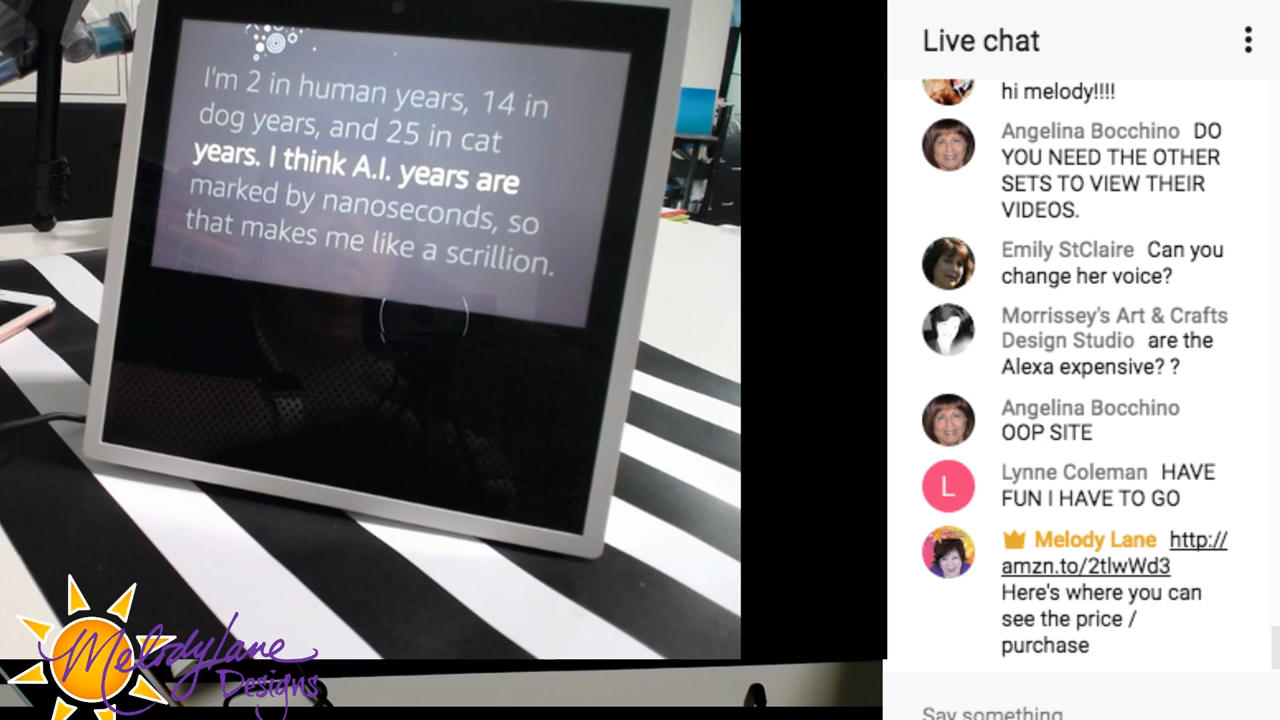 I'm 2 in human years, 14 in
dog years, and 25 in cat
years. I think A.I. years are
marked by nanoseconds, so
that makes me like a scrillion.
MelodyLane
Designs
Live chat
hi melody!!!!
Angelina Bocchino DO
YOU NEED THE OTHER
SETS TO VIEW THEIR
VIDEOS.
Emily StClaire Can you
change her voice?
Morrissey's Art & Crafts
Design Studio are the
Alexa expensive? ?
Angelina Bocchino
OOP SITE
L
Lynne Coleman HAVE
FUN I HAVE TO GO
Melody Lane http://
amzn.to/2tlwWd3
Here's where you can
see the price /
purchase
Say something